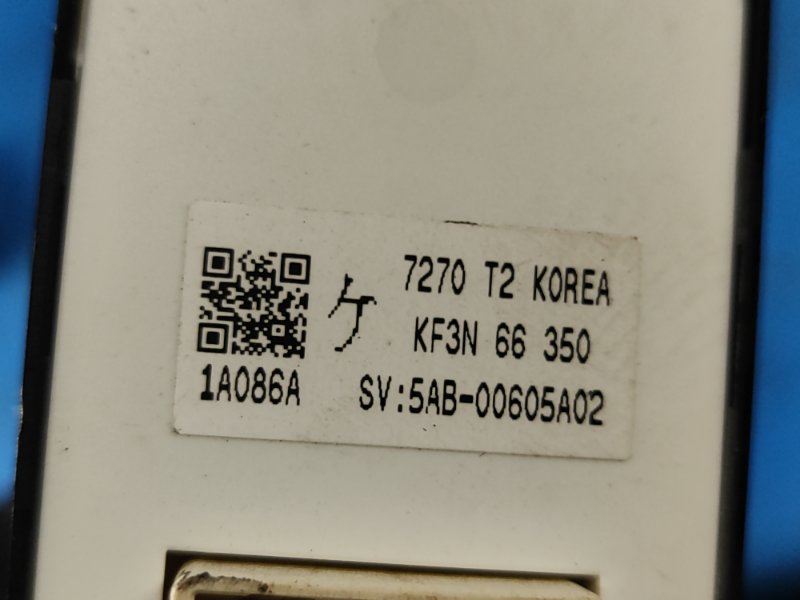 ケ 7270 T2 KOREA
KF3N 66 350
1A086A SV:5AB-00605A02